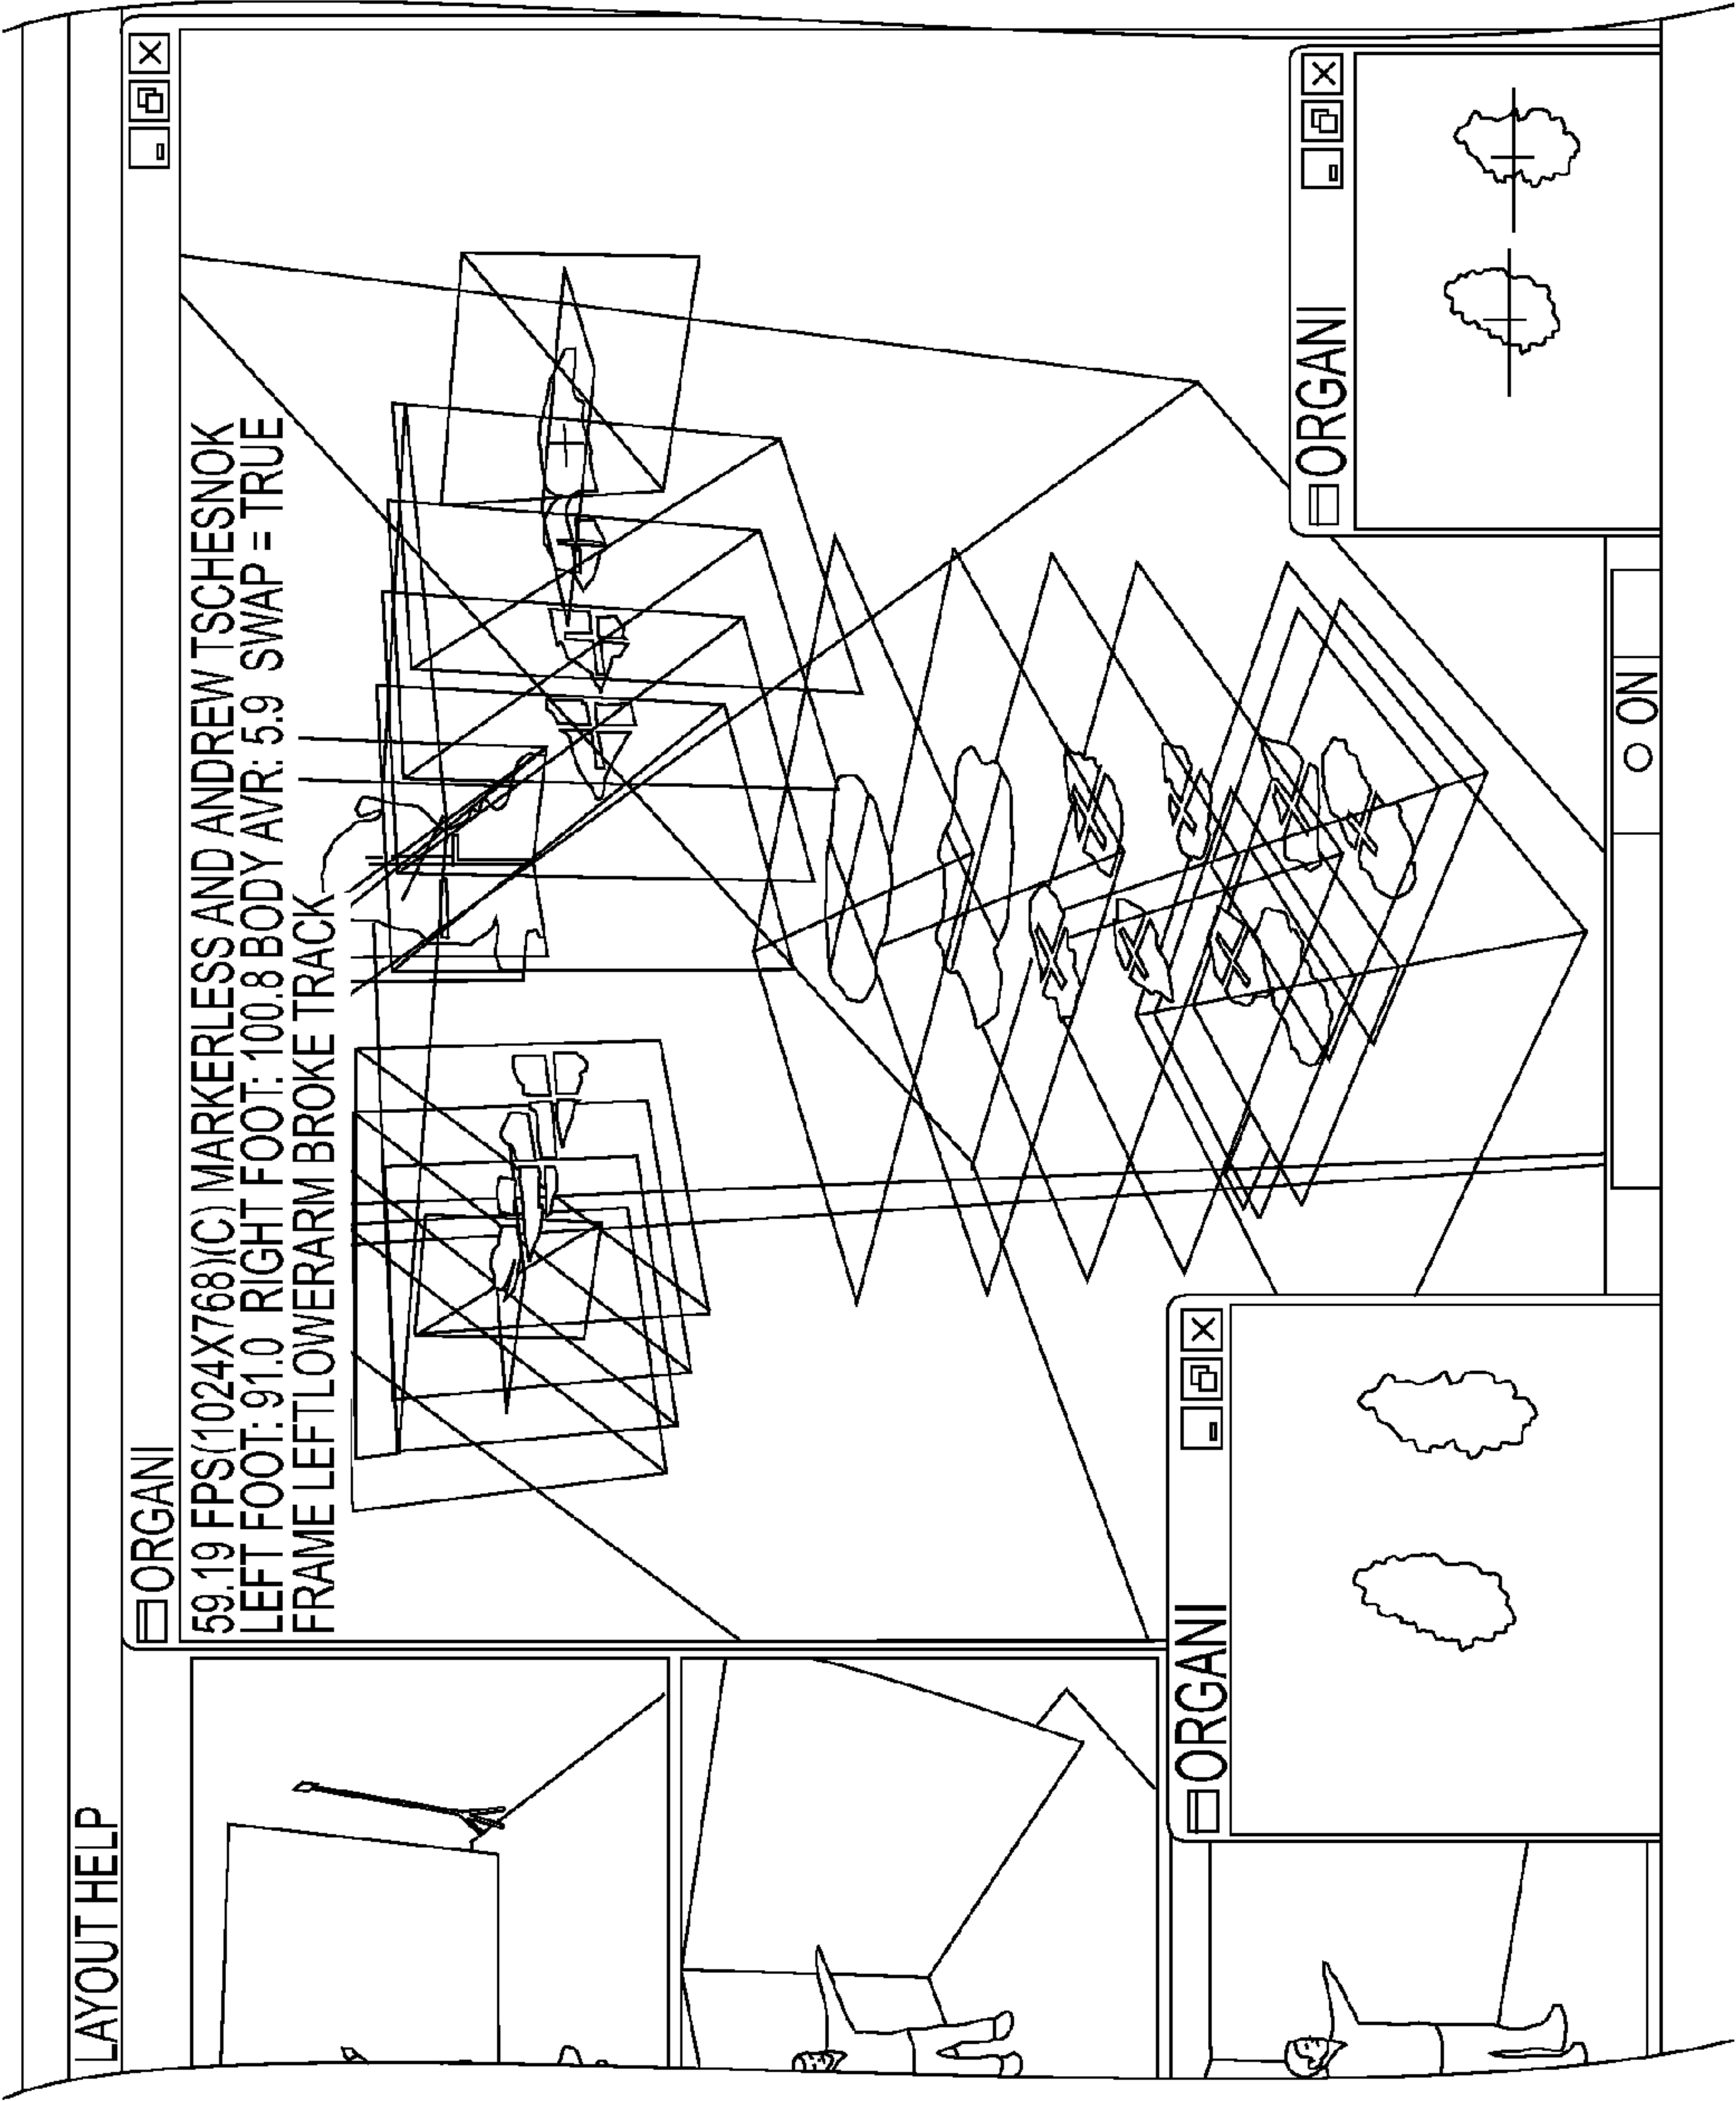 LAYOUT HELP
ORGANI
59.19 FPS(1024X768)(C) MARKERLESS AND ANDREW TSCHESNOK
LEFT FOOT: 91.0 RIGHT FOOT: 100.8 BODY AVR: 5.9 SWAP = TRUE
FRAME LEFTLOWERARM BROKE TRACK
ORGANI
ORGANI
ON